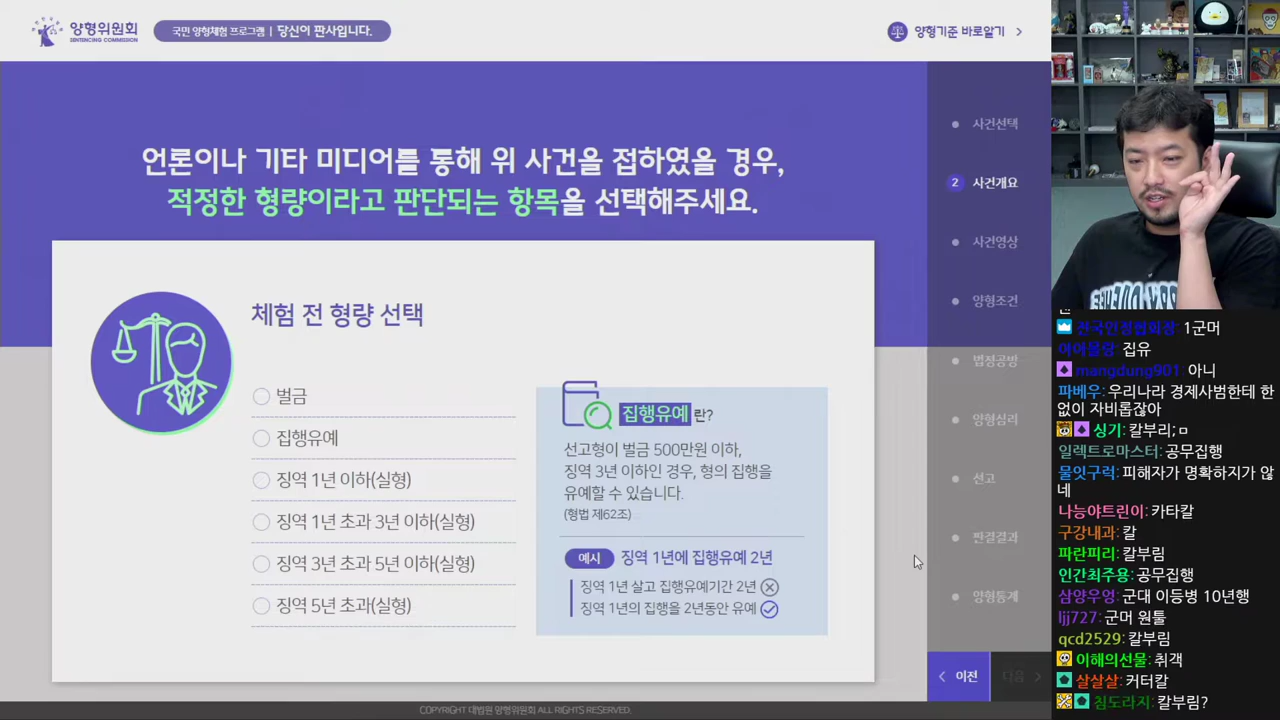 양형위원회
SENTENCING COMMISSION
국민 양형체험 프로그램 | 당신이 판사입니다.
양형기준 바로알기
언론이나 기타 미디어를 통해 위 사건을 접하였을 경우,
적정한 형량이라고 판단되는 항목을 선택해주세요.
체험 전 형량 선택
벌금
집행유예
징역 1년 이하(실형)
징역 1년 초과 3년 이하(실형)
징역 3년 초과 5년 이하(실형)
징역 5년 초과(실형)
집행유예란?
선고형이 벌금 500만원 이하,
징역 3년 이하인 경우, 형의 집행을
유예할 수 있습니다.
(형법 제62조)
예시 징역 1년에 집행유예 2년
징역 1년 살고 집행유예기간 2년
징역 1년의 집행을 2년동안 유예
사건선택
2 사건개요
사건영상
양형조건
법정공방
양형심리
선고
판결결과
양형통계
이전
다음
COPYRIGHT 대법원 양형위원회 ALL RIGHTS RESERVED.
1군머
집유
mangdung901: 아니
파베우: 우리나라 경제사범한테 한
없이 자비롭잖아
싱기: 칼부리;ㅁ
일렉트로마스터: 공무집행
물잇구럭: 피해자가 명확하지가 않
네
나능야트린이: 카타칼
구강내과: 칼
파란피리: 칼부림
인간최주용: 공무집행
삼양우엉: 군대 이등병 10년행
ljj727: 군머 원툴
qcd2529: 칼부림
이혜의선물: 취객
살살살: 커터칼
침도라지: 칼부림?